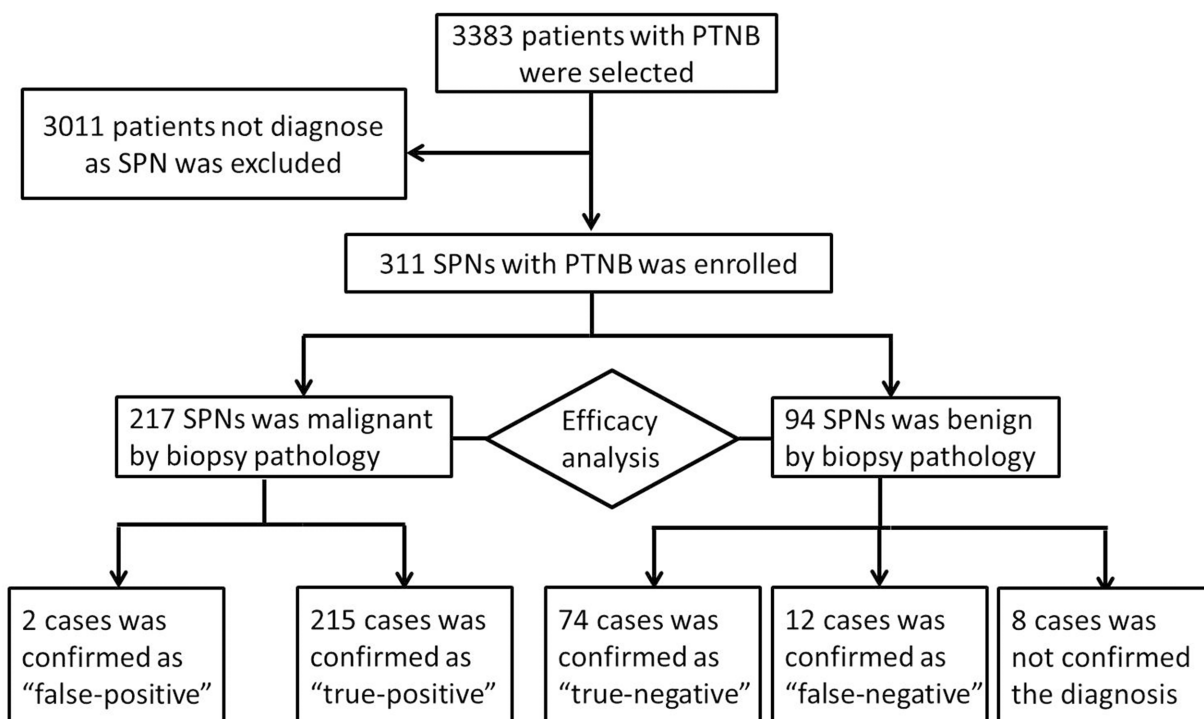 3383 patients with PTNB
were selected
3011 patients not diagnose
as SPN was excluded
311 SPNs with PTNB was enrolled
217 SPNs was malignant
by biopsy pathology
Efficacy
analysis
94 SPNs was benign
by biopsy pathology
2 cases was
confirmed as
“false-positive”
215 cases was
confirmed as
“true-positive”
74 cases was
confirmed as
“true-negative”
12 cases was
confirmed as
“false-negative”
8 cases was
not confirmed
the diagnosis